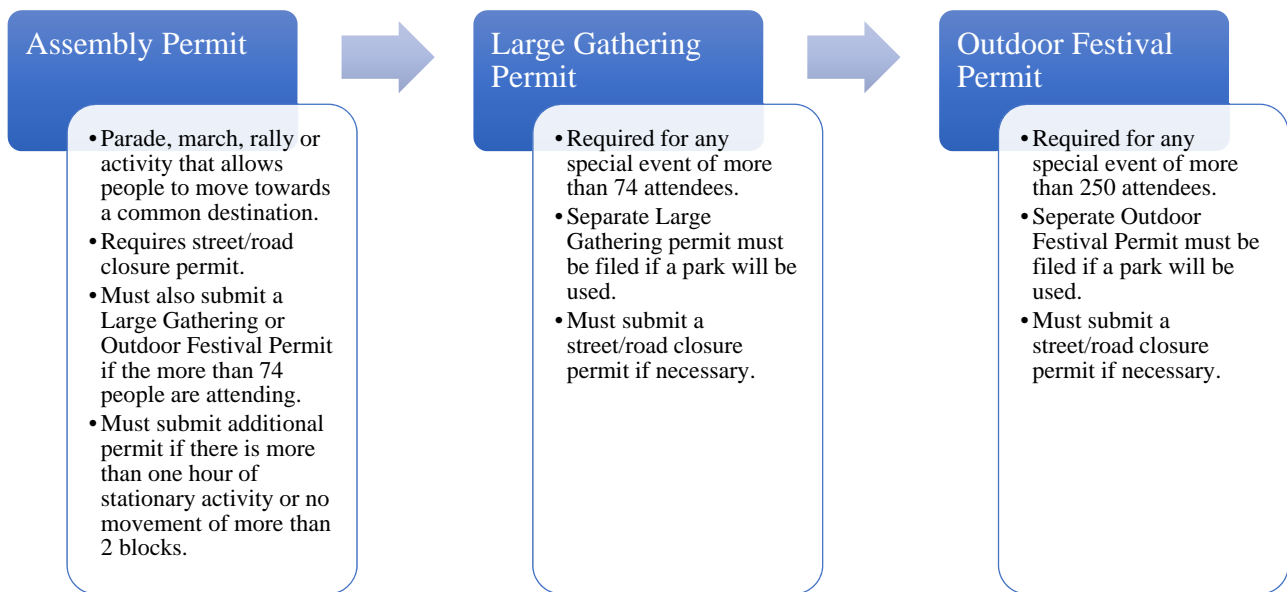 Assembly Permit
• Parade, march, rally or
activity that allows
people to move towards
a common destination.
• Requires street/road
closure permit.
• Must also submit a
Large Gathering or
Outdoor Festival Permit
if the more than 74
people are attending.
• Must submit additional
permit if there is more
than one hour of
stationary activity or no
movement of more than
2 blocks.
Large Gathering
Permit
• Required for any
special event of more
than 74 attendees.
• Separate Large
Gathering permit must
be filed if a park will be
used.
• Must submit a
street/road closure
permit if necessary.
Outdoor Festival
Permit
• Required for any
special event of more
than 250 attendees.
• Seperate Outdoor
Festival Permit must be
filed if a park will be
used.
• Must submit a
street/road closure
permit if necessary.